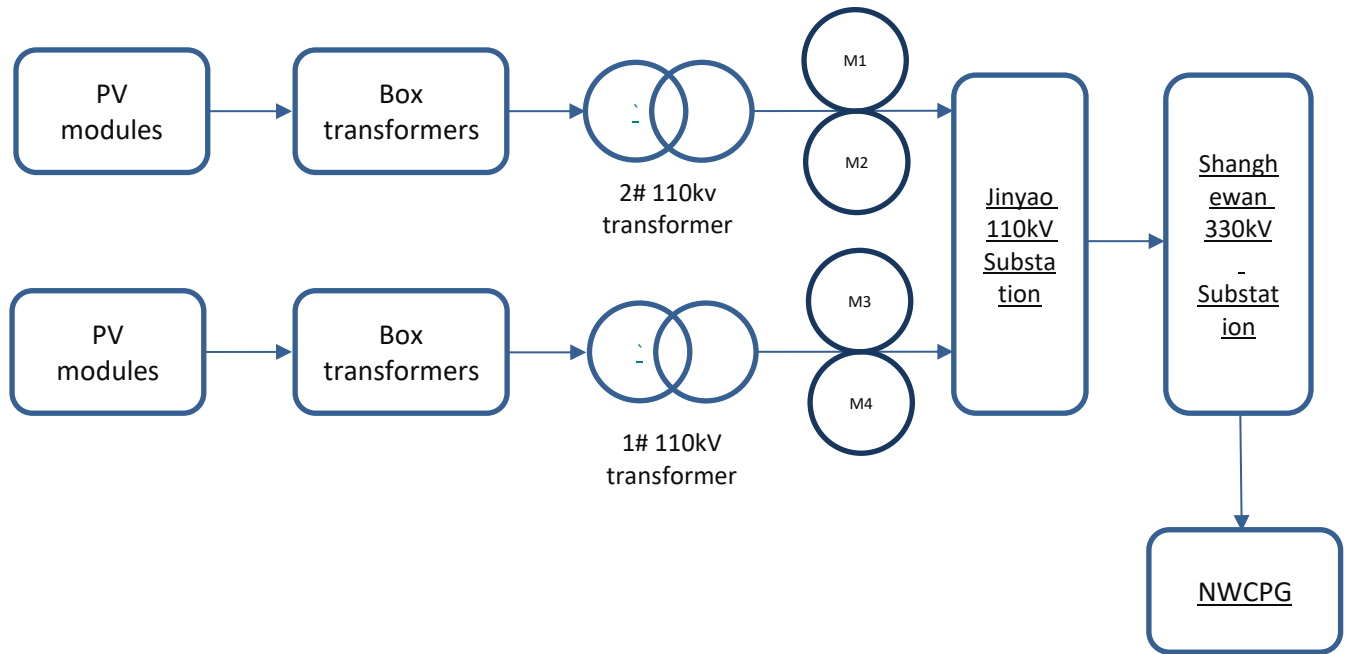 PV
modules
Box
transformers
`
2# 110kv
transformer
M1
M2
PV
modules
Box
transformers
`
1# 110kV
transformer
M3
M4
Jinyao
110kV
Substa
tion
Shangh
ewan
330kV
-
Substat
ion
NWCPG